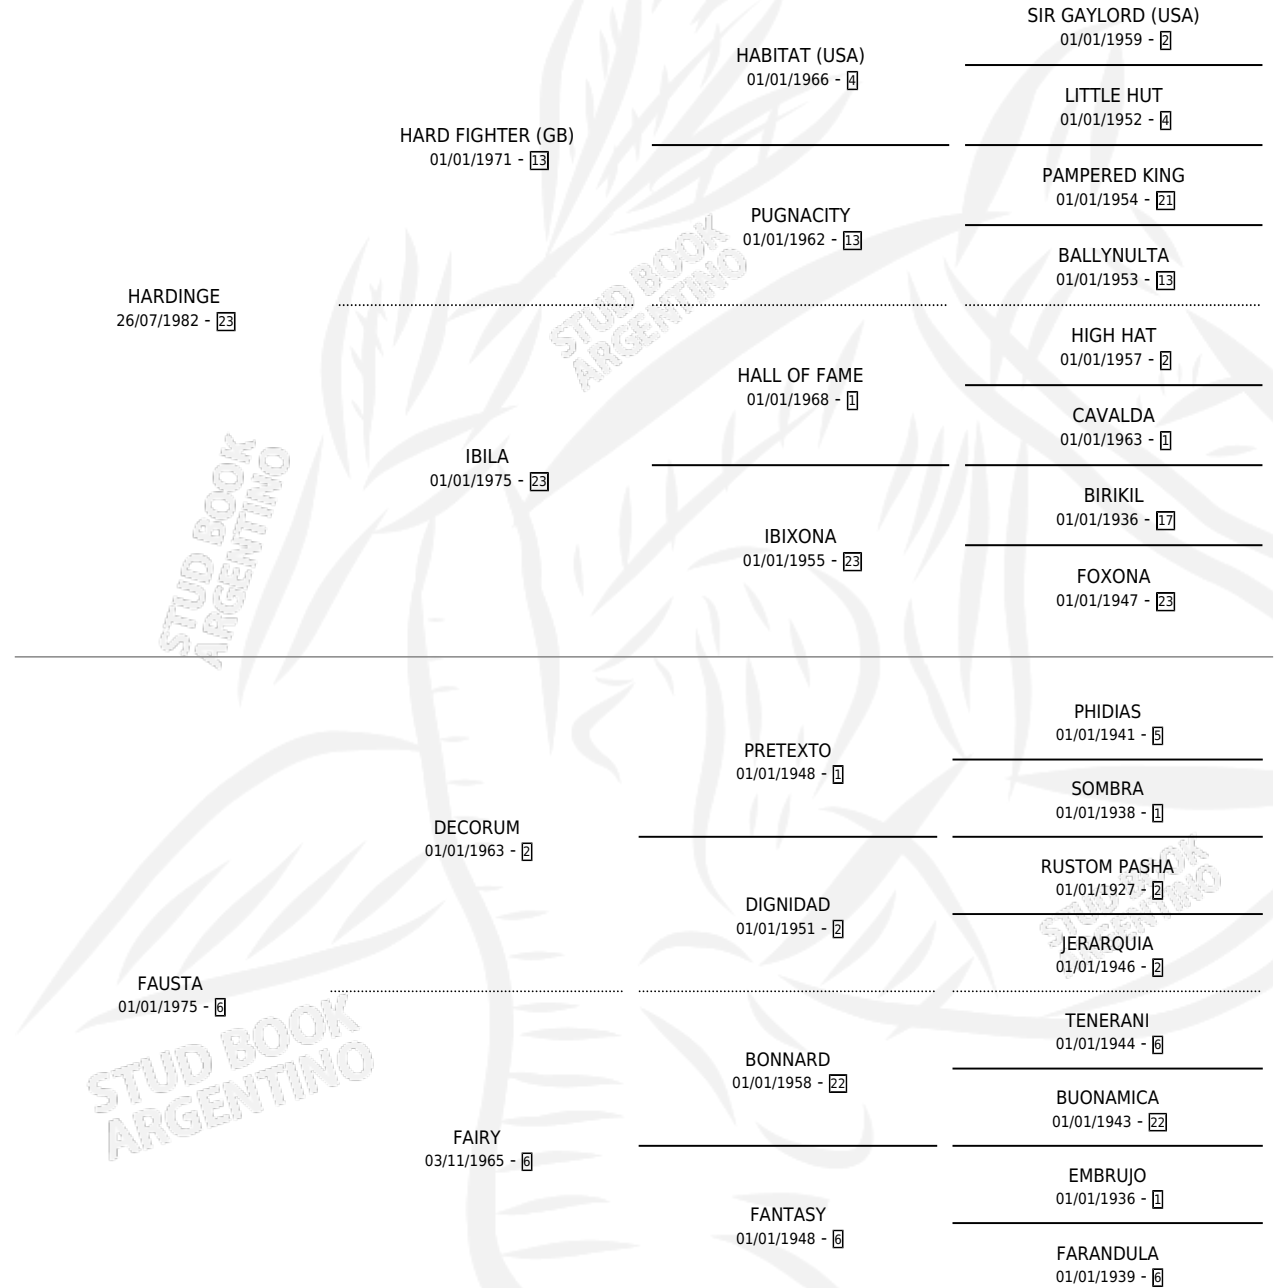 SIR GAYLORD (USA)
01/01/1959 - 2
HABITAT (USA)
01/01/1966 - 4
LITTLE HUT
01/01/1952 - 4
HARD FIGHTER (GB)
01/01/1971 - 13
PAMPERED KING
01/01/1954 - 21
PUGNACITY
01/01/1962 - 13
BALLYNULTA
01/01/1953 - 13
HARDINGE
26/07/1982 - 23
HIGH HAT
01/01/1957 - 2
HALL OF FAME
01/01/1968 - 1
CAVALDA
01/01/1963 - 1
IBILA
01/01/1975 - 23
BIRIKIL
01/01/1936 - 17
IBIXONA
01/01/1955 - 23
FOXONA
01/01/1947 - 23
PHIDIAS
01/01/1941 - 5
PRETEXTO
01/01/1948 - 1
SOMBRA
01/01/1938 - 1
DECORUM
01/01/1963 - 2
RUSTOM PASHA
01/01/1927 - 2
DIGNIDAD
01/01/1951 - 2
JERARQUIA
01/01/1946 - 2
FAUSTA
01/01/1975 - 6
TENERANI
01/01/1944 - 6
BONNARD
01/01/1958 - 22
BUONAMICA
01/01/1943 - 22
FAIRY
03/11/1965 - 6
EMBRUJO
01/01/1936 - 1
FANTASY
01/01/1948 - 6
FARANDULA
01/01/1939 - 6
STUD BOOK
ARGENTINO
STUD BOOK
ARGENTINO
STUD BOOK
ARGENTINO
STUD BOOK
ARGENTINO